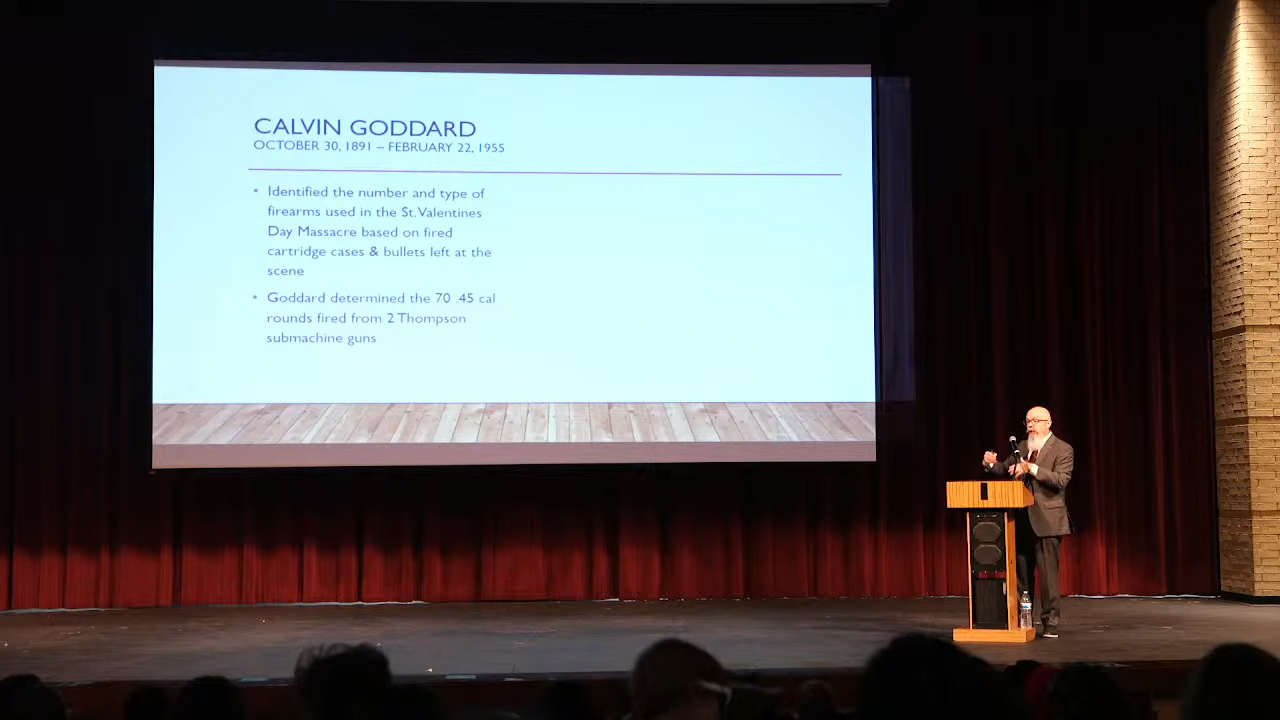 CALVIN GODDARD
OCTOBER 30, 1891 – FEBRUARY 22, 1955
• Identified the number and type of
firearms used in the St. Valentines
Day Massacre based on fired
cartridge cases & bullets left at the
scene
• Goddard determined the 70 .45 cal
rounds fired from 2 Thompson
submachine guns